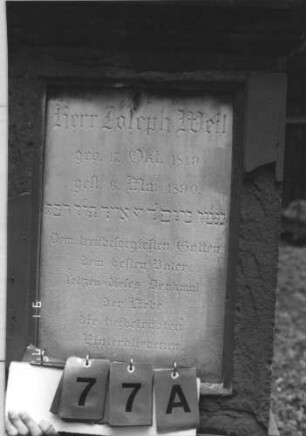 Herr Joseph Weil
geb. 17. Okt. 1819
gest. 6. Mai 1890
Dem treubesorgtesten Gatten
dem besten Vater
setzen dieses Denkmal
der Liebe
die tiefbetrübten
Hinterbliebenen
77A